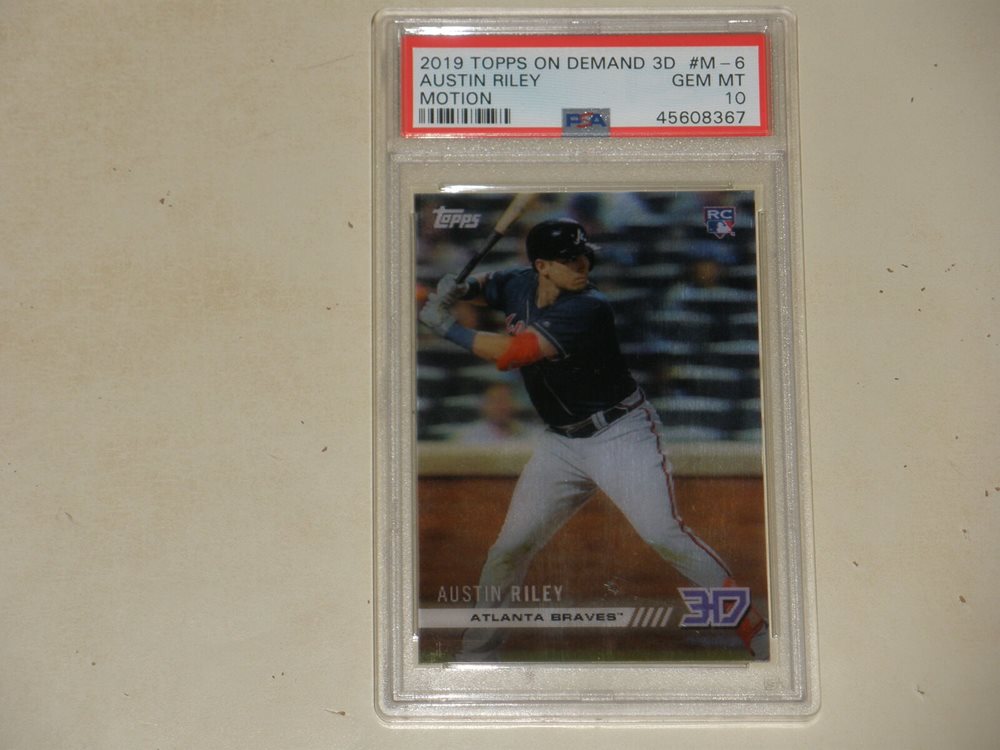 2019 TOPPS ON DEMAND 3D #M-6
AUSTIN RILEY GEM MT
MOTION 10
PSA 45608367
Topps
RC
A
AUSTIN RILEY
ATLANTA BRAVES™
3D